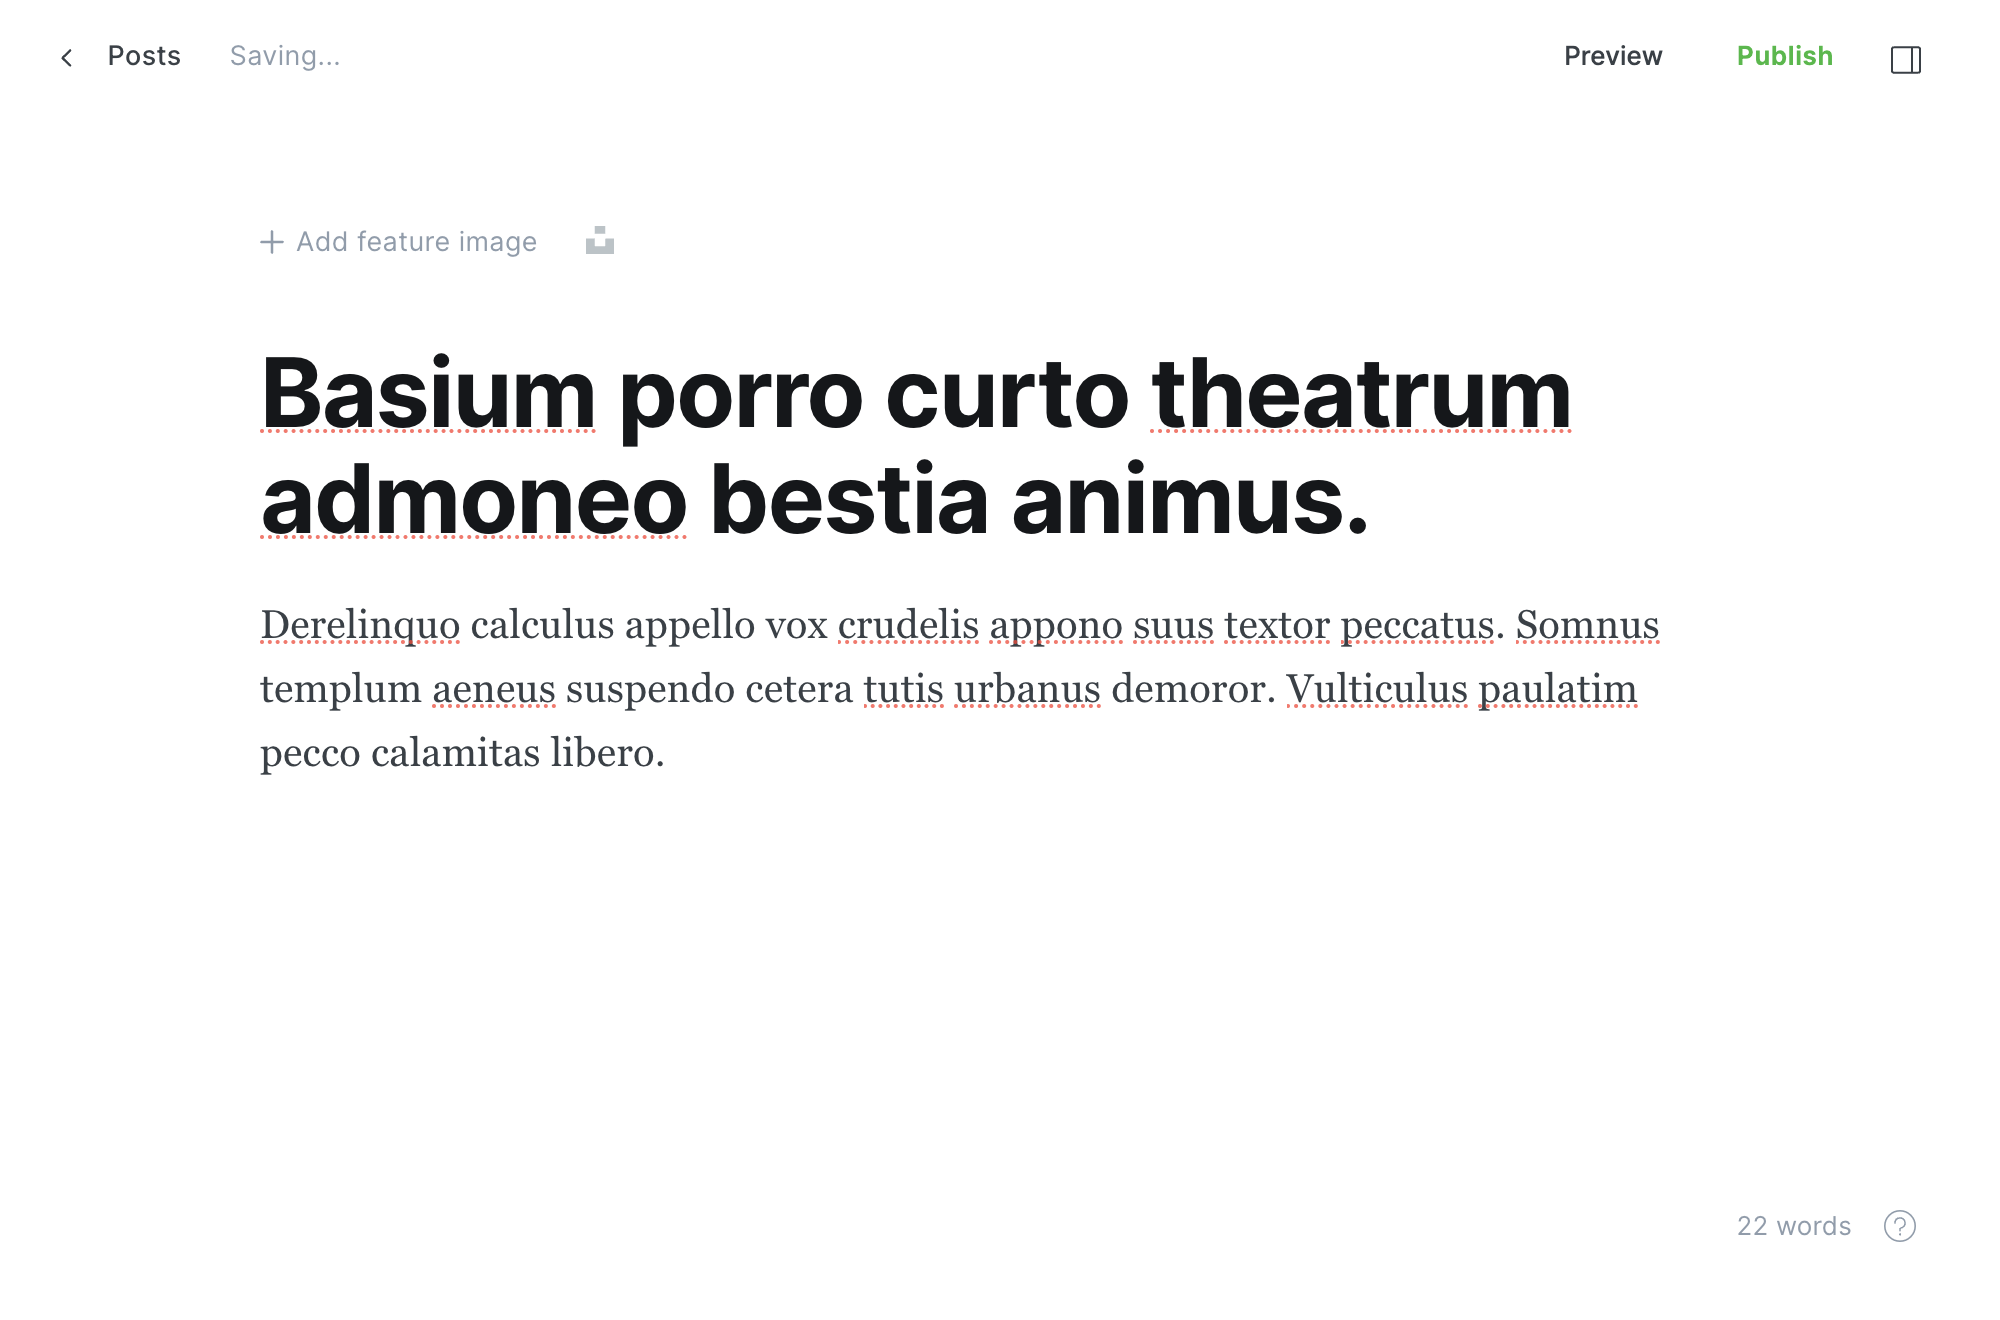 Posts
Saving...
Preview
Publish
Add feature image
Basium porro curto theatrum
admoneo bestia animus.
Derelinquo calculus appello vox crudelis appono suus textor peccatus. Somnus
templum aeneus suspendo cetera tutis urbanus demoror. Vulticulus paulatim
pecco calamitas libero.
22 words
?